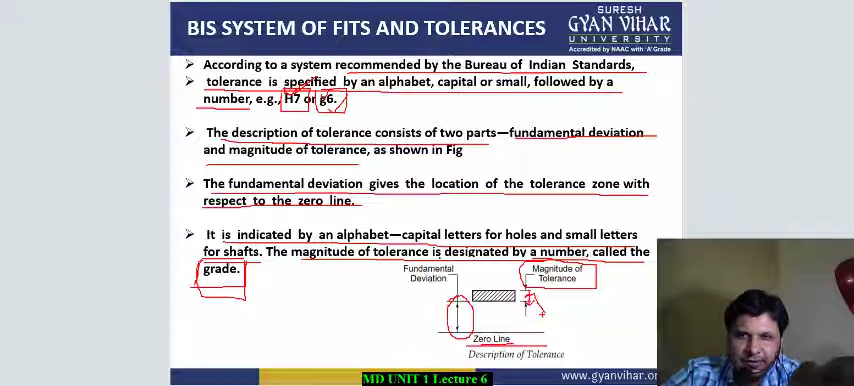 BIS SYSTEM OF FITS AND TOLERANCES
SURESH
GYAN VIHAR
UNIVERSITY
Accredited by NAAC with 'A' Grade
According to a system recommended by the Bureau of Indian Standards,
tolerance is specified by an alphabet, capital or small, followed by a
number, e.g., H7 or g6.
The description of tolerance consists of two parts—fundamental deviation
and magnitude of tolerance, as shown in Fig
The fundamental deviation gives the location of the tolerance zone with
respect to the zero line.
It is indicated by an alphabet—capital letters for holes and small letters
for shafts. The magnitude of tolerance is designated by a number, called the
grade.
Fundamental
Deviation
Magnitude of
Tolerance
Zero Line
Description of Tolerance
MD UNIT 1 Lecture 6
www.gyanvihar.or